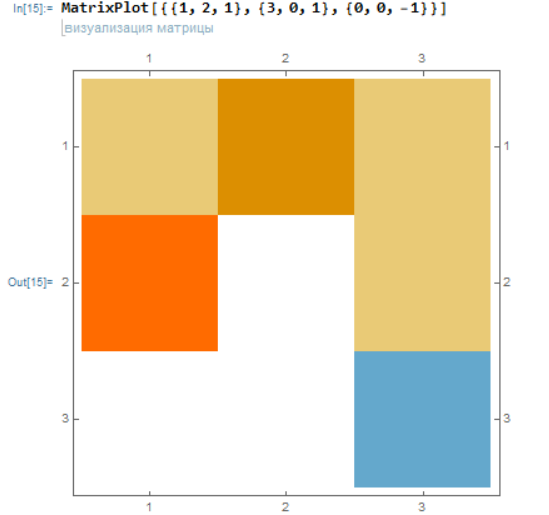 In[15]:= MatrixPlot[{{1, 2, 1}, {3, 0, 1}, {0, 0, -1}}]
визуализация матрицы
1 2 3
1 1
Out[15]= 2 2
3 3
1 2 3